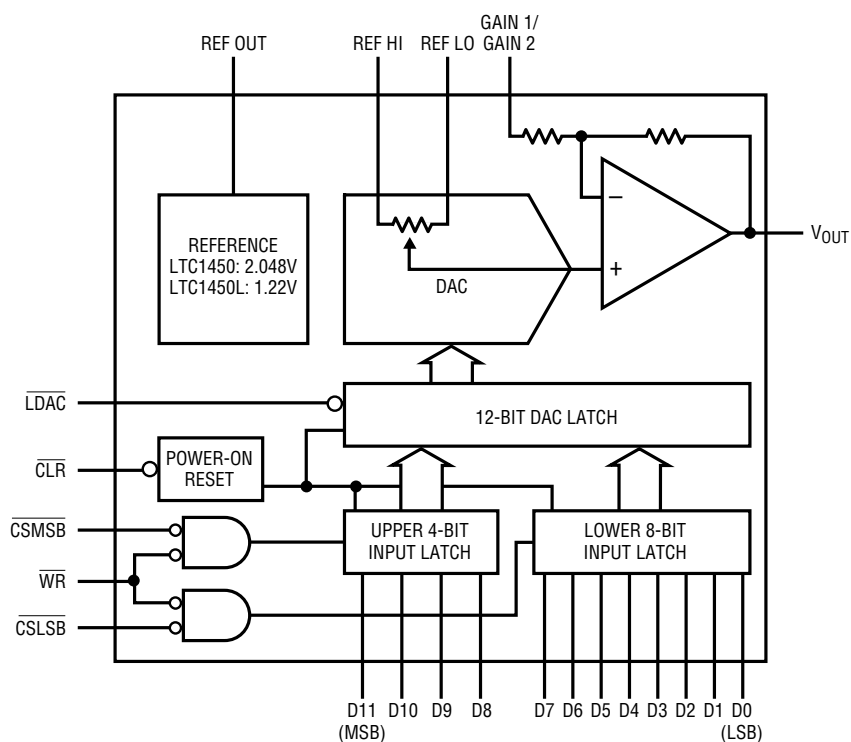 GAIN 1/
GAIN 2
REF OUT
REF HI
REF LO
REFERENCE
LTC1450: 2.048V
LTC1450L: 1.22V
DAC
−
+
VOUT
LDAC
12-BIT DAC LATCH
CLR
POWER-ON
RESET
CSMSB
WR
CSLSB
UPPER 4-BIT
INPUT LATCH
LOWER 8-BIT
INPUT LATCH
D11
(MSB)
D10
D9
D8
D7
D6
D5
D4
D3
D2
D1
D0
(LSB)